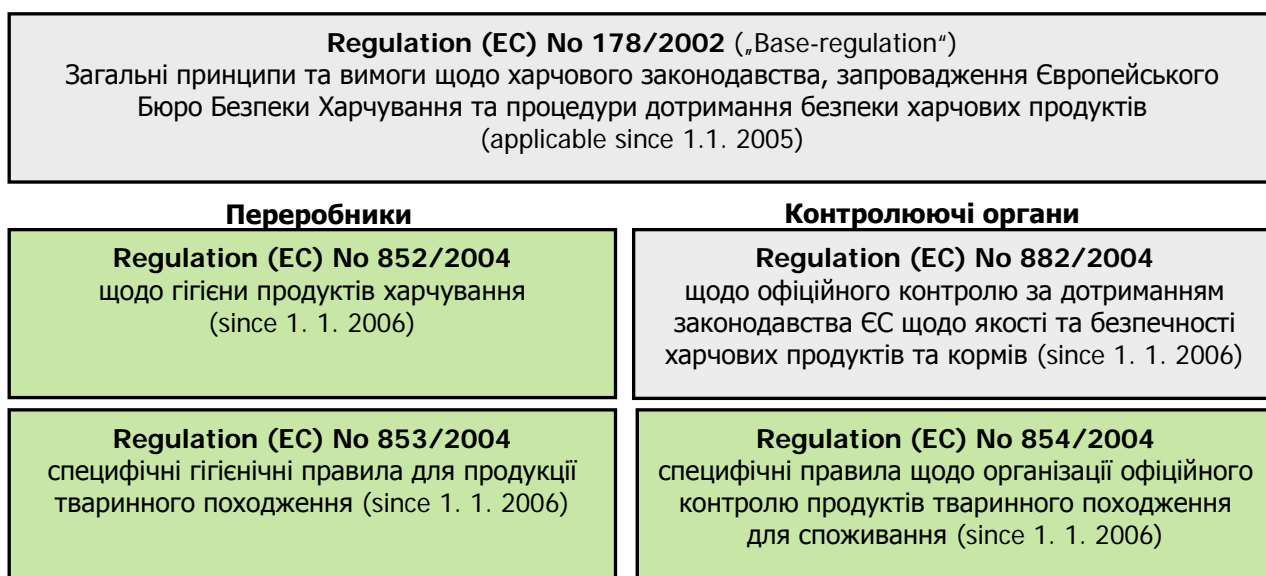 Regulation (EC) No 178/2002 („Base-regulation“)
Загальні принципи та вимоги щодо харчового законодавства, запровадження Європейського
Бюро Безпеки Харчування та процедури дотримання безпеки харчових продуктів
(applicable since 1.1. 2005)
Переробники
Regulation (EC) No 852/2004
щодо гігієни продуктів харчування
(since 1. 1. 2006)
Regulation (EC) No 853/2004
специфічні гігієнічні правила для продукції
тваринного походження (since 1. 1. 2006)
Контролюючі органи
Regulation (EC) No 882/2004
щодо офіційного контролю за дотриманням
законодавства ЄС щодо якості та безпечності
харчових продуктів та кормів (since 1. 1. 2006)
Regulation (EC) No 854/2004
специфічні правила щодо організації офіційного
контролю продуктів тваринного походження
для споживання (since 1. 1. 2006)